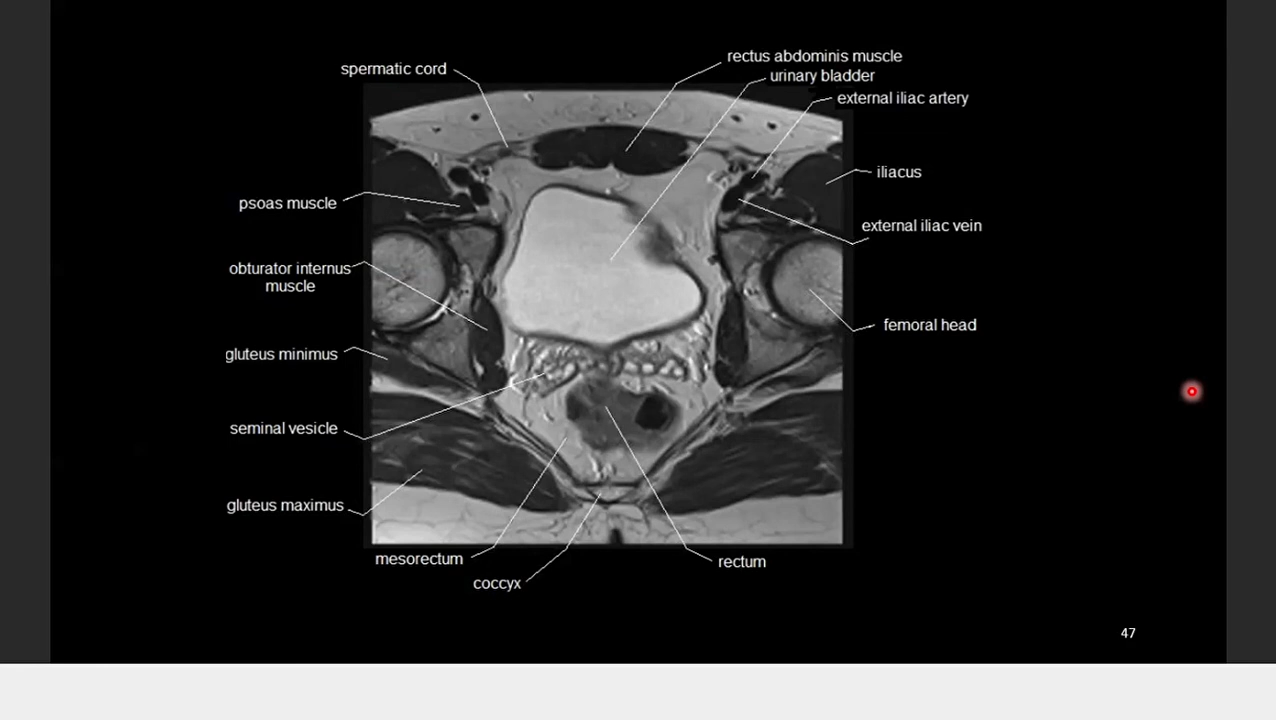 rectus abdominis muscle
spermatic cord
urinary bladder
external iliac artery
iliacus
psoas muscle
external iliac vein
obturator internus
muscle
femoral head
gluteus minimus
seminal vesicle
gluteus maximus
mesorectum
rectum
coccyx
47